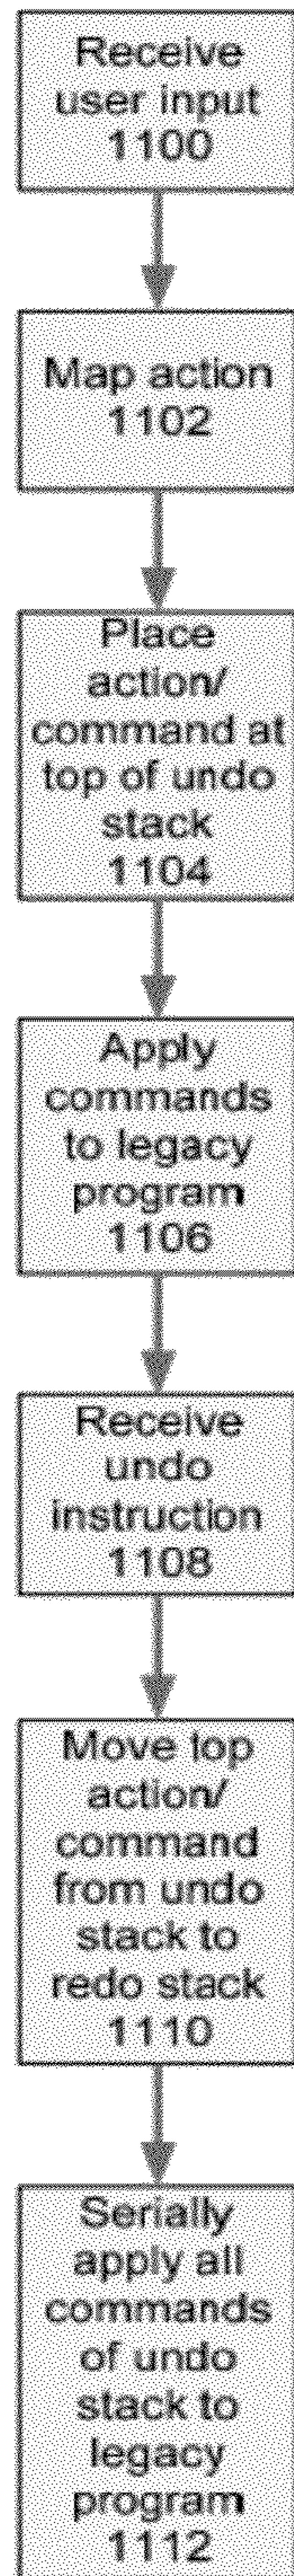 Receive
user input
1100
Map action
1102
Place
action/
command at
top of undo
stack
1104
Apply
commands
to legacy
program
1106
Receive
undo
instruction
1108
Move top
action/
command
from undo
stack to
redo stack
1110
Serially
apply all
commands
of undo
stack to
legacy
program
1112